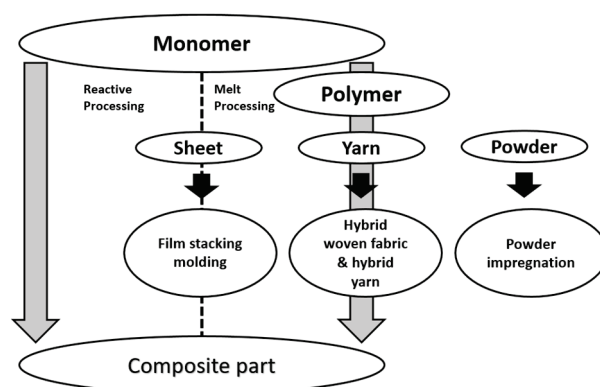 Monomer
Reactive
Processing
Melt
Processing
Polymer
Sheet
Yarn
Powder
Film stacking
molding
Hybrid
woven fabric
& hybrid
yarn
Powder
impregnation
Composite part